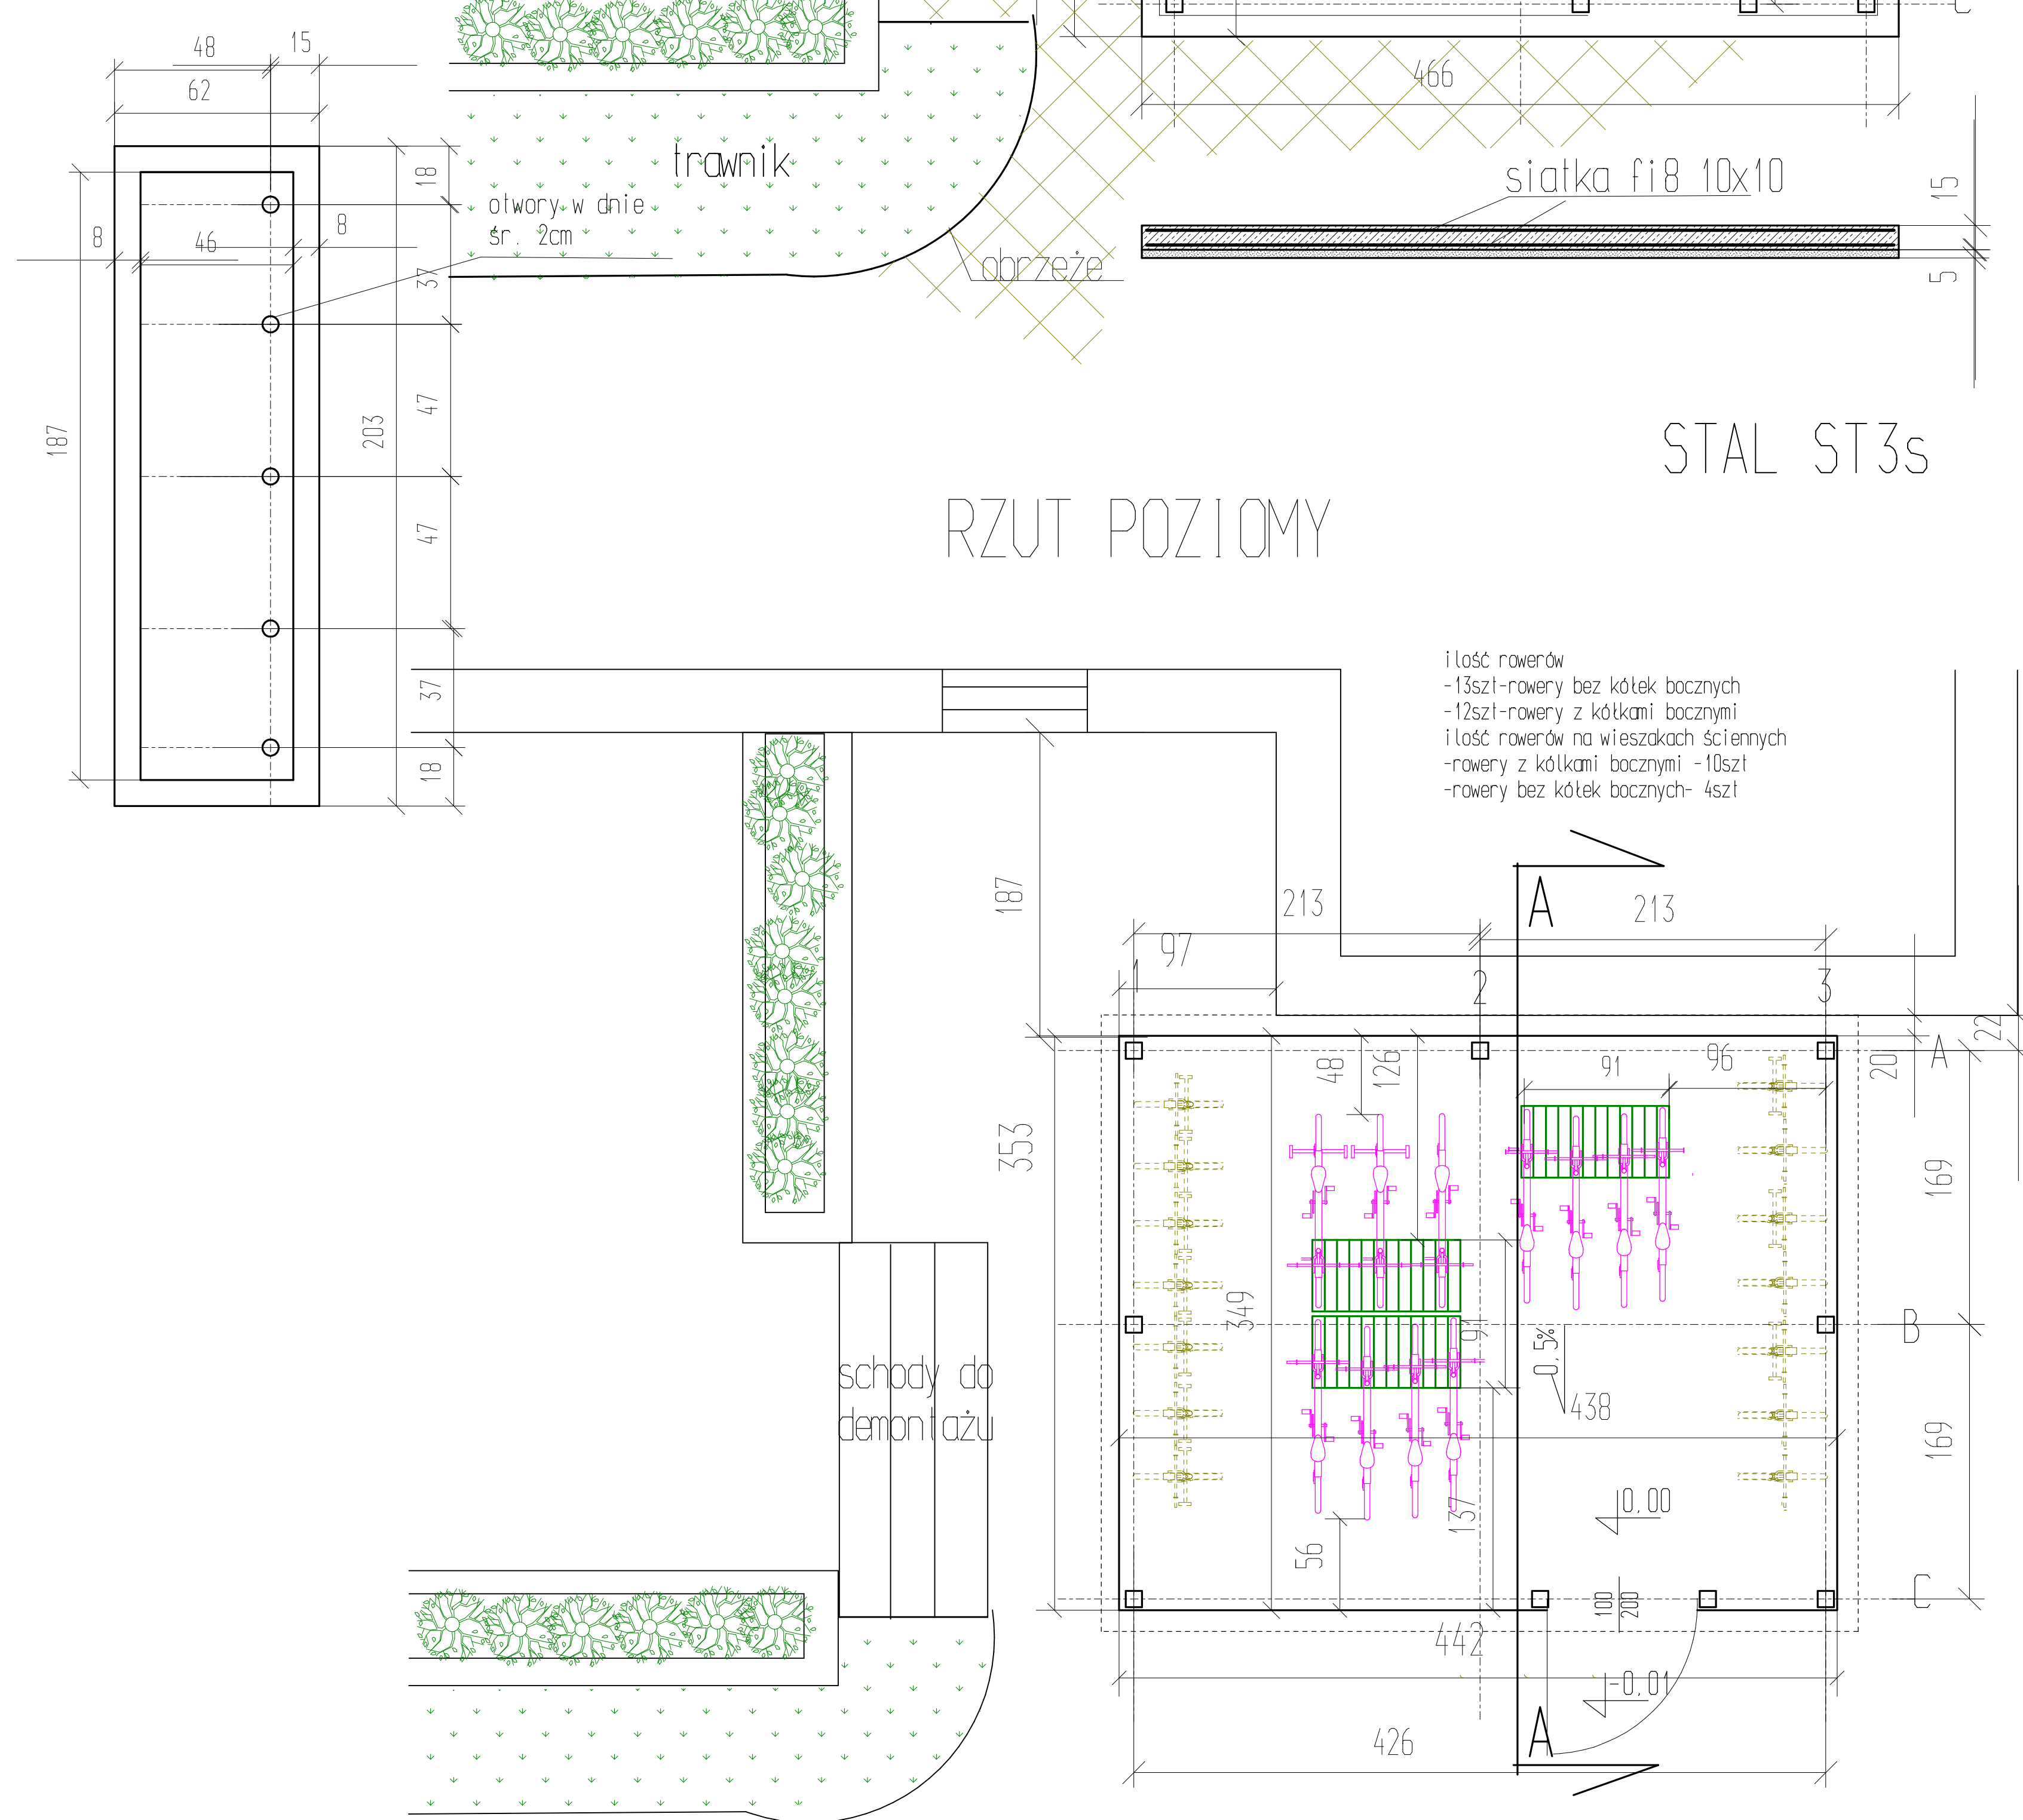 48
15
62
18
trawnik
otwory w dnie
śr. 2cm
8
46
8
37
obrzeże
466
siatka fi8 10x10
15
5
187
203
47
47
37
18
STAL ST3s
RZUT POZIOMY
ilość rowerów
-13szt-rowery bez kółek bocznych
-12szt-rowery z kółkami bocznymi
ilość rowerów na wieszakach ściennych
-rowery z kólkami bocznymi -10szt
-rowery bez kółek bocznych- 4szt
187
213
A
213
97
1
2
3
22
20
A
48
126
91
96
353
169
349
97
0,5%
B
438
schody do
demontażu
169
137
0,00
56
100
200
C
442
-0,01
A
426